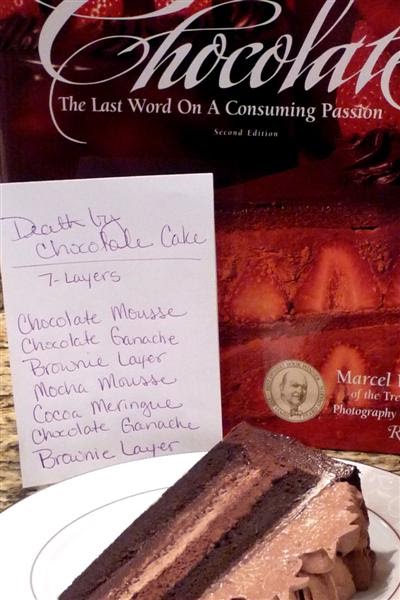 Chocolate
The Last Word On A Consuming Passion
Second Edition
Death by
Chocolate Cake
7-Layers
Chocolate Mousse
Chocolate Ganache
Brownie Layer
Mocha Mousse
Cocoa Meringue
Chocolate Ganache
Brownie Layer
Marcel
of the
Photography